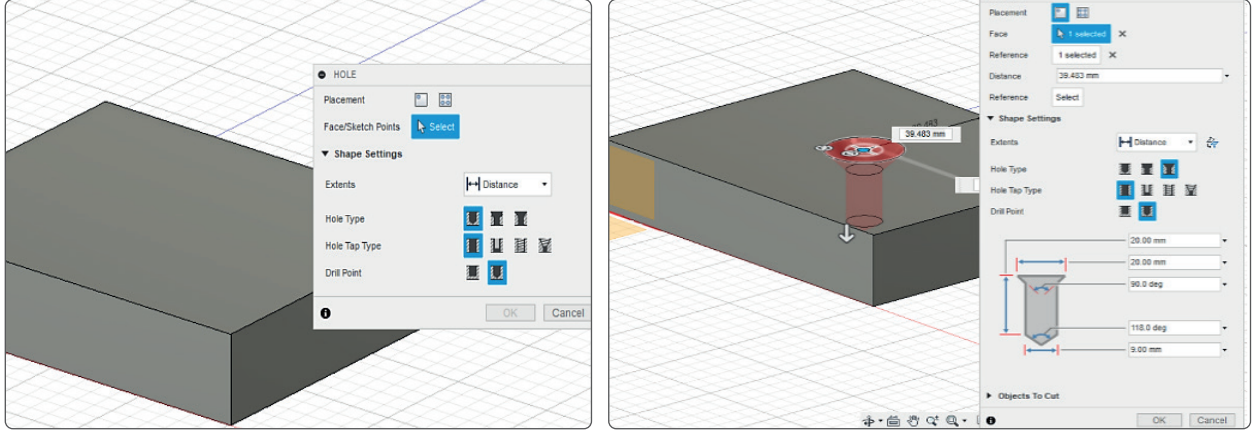 HOLE
Placement
Face/Sketch Points Select
Shape Settings
Extents Distance
Hole Type
Hole Tap Type
Drill Point
OK Cancel
Placement
Face 1 selected
Reference 1 selected
Distance 39.483 mm
Reference Select
Shape Settings
Extents Distance
Hole Type
Hole Tap Type
Drill Point
20.00 mm
28.00 mm
90.0 deg
118.0 deg
9.00 mm
Objects To Cut
OK Cancel
39.483 mm